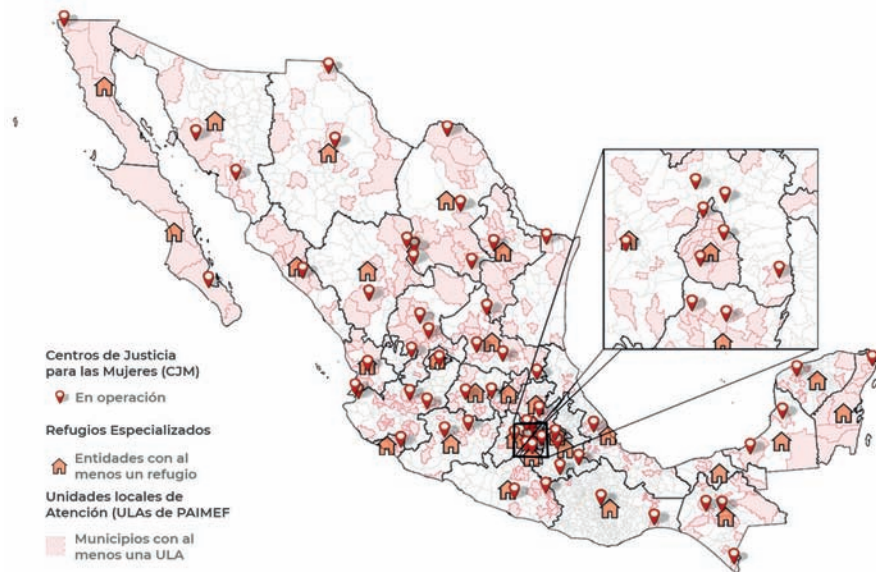 Centros de Justicia
para las Mujeres (CJM)
En operación
Refugios Especializados
Entidades con al
menos un refugio
Unidades locales de
Atención (ULAs de PAIMEF
Municipios con al
menos una ULA